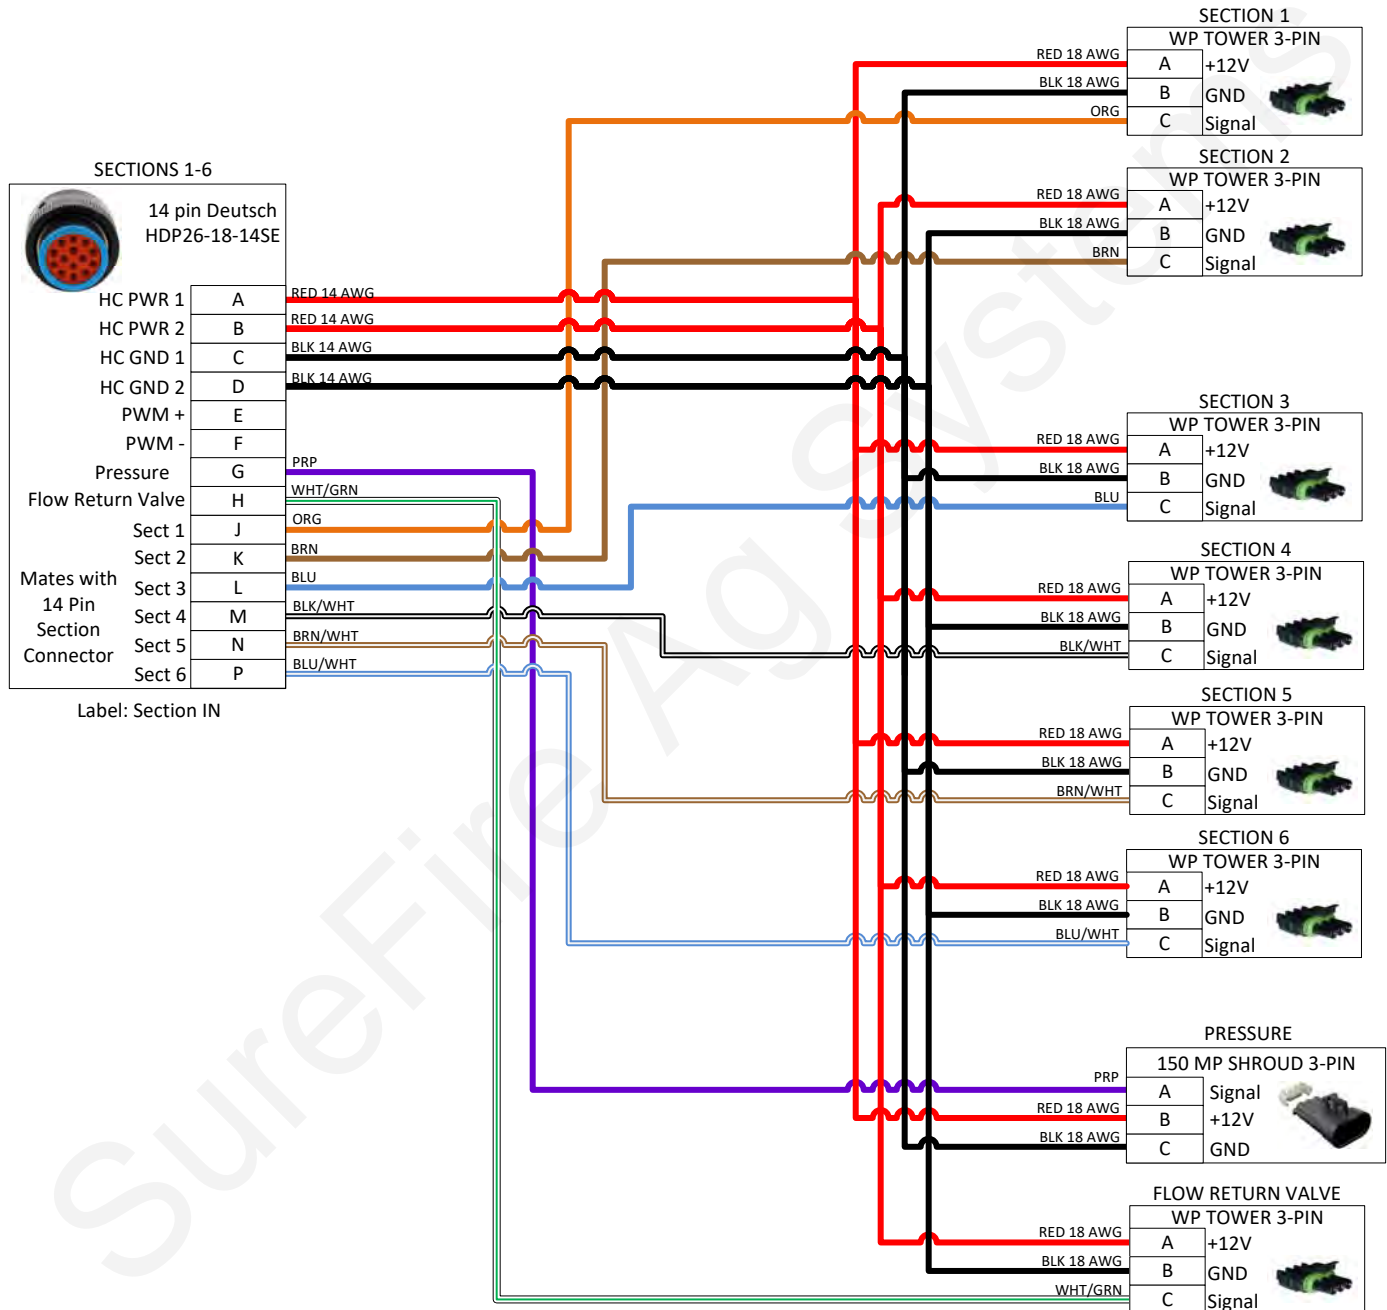 SECTIONS 1-6
14 pin Deutsch
HDP26-18-14SE
HC PWR 1 A RED 14 AWG
HC PWR 2 B RED 14 AWG
HC GND 1 C BLK 14 AWG
HC GND 2 D BLK 14 AWG
PWM + E
PWM - F
Pressure G PRP
Flow Return Valve H WHT/GRN
Sect 1 J ORG
Sect 2 K BRN
Sect 3 L BLU
Sect 4 M BLK/WHT
Sect 5 N BRN/WHT
Sect 6 P BLU/WHT
Mates with
14 Pin
Section
Connector
Label: Section IN
SECTION 1
WP TOWER 3-PIN
RED 18 AWG A +12V
BLK 18 AWG B GND
ORG C Signal
SECTION 2
WP TOWER 3-PIN
RED 18 AWG A +12V
BLK 18 AWG B GND
BRN C Signal
SECTION 3
WP TOWER 3-PIN
RED 18 AWG A +12V
BLK 18 AWG B GND
BLU C Signal
SECTION 4
WP TOWER 3-PIN
RED 18 AWG A +12V
BLK 18 AWG B GND
BLK/WHT C Signal
SECTION 5
WP TOWER 3-PIN
RED 18 AWG A +12V
BLK 18 AWG B GND
BRN/WHT C Signal
SECTION 6
WP TOWER 3-PIN
RED 18 AWG A +12V
BLK 18 AWG B GND
BLU/WHT C Signal
PRESSURE
150 MP SHROUD 3-PIN
PRP A Signal
RED 18 AWG B +12V
BLK 18 AWG C GND
FLOW RETURN VALVE
WP TOWER 3-PIN
RED 18 AWG A +12V
BLK 18 AWG B GND
WHT/GRN C Signal
SureFire Ag Systems